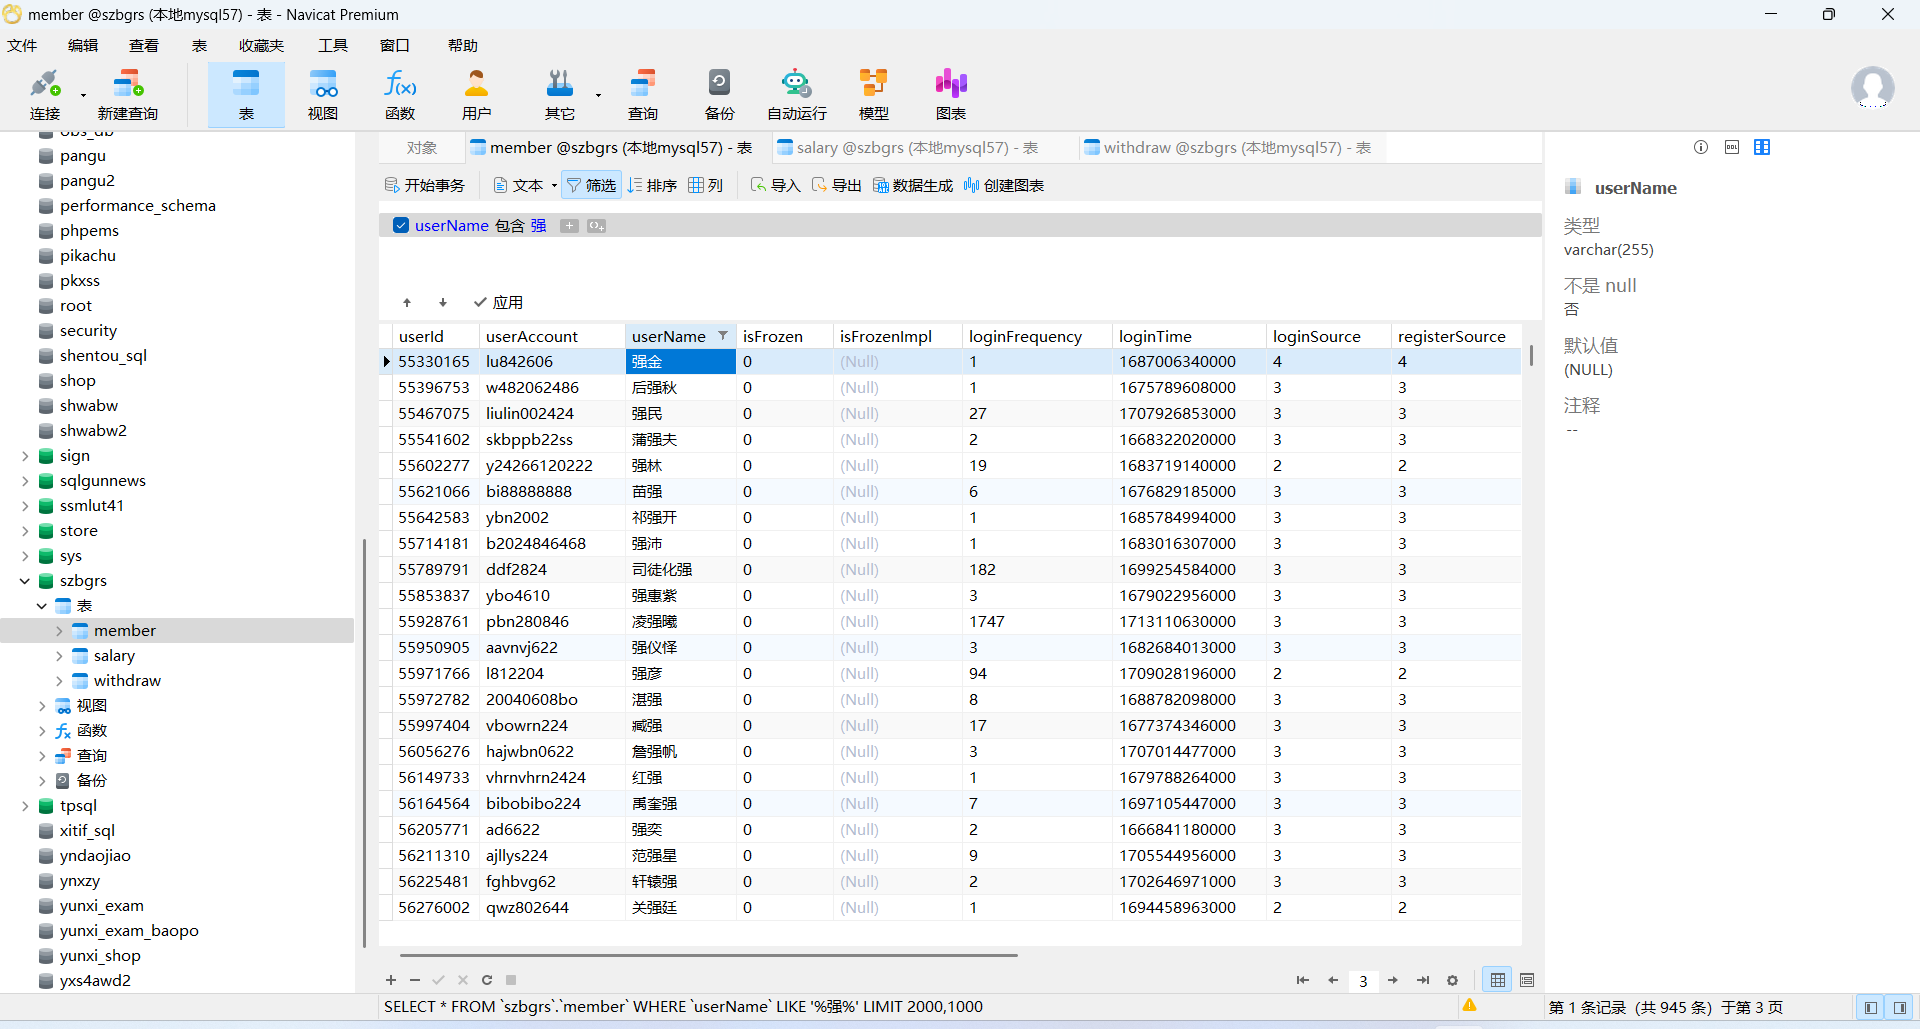 member @szbgrs (本地mysql57) - 表 - Navicat Premium
文件 编辑 查看 表 收藏夹 工具 窗口 帮助
连接 新建查询 表 视图 函数 用户 其它 查询 备份 自动运行 模型 图表
对象 member @szbgrs (本地mysql57) - 表 salary @szbgrs (本地mysql57) - 表 withdraw @szbgrs (本地mysql57) - 表
开始事务 文本 筛选 排序 列 导入 导出 数据生成 创建图表
userName 包含 强
应用
obs_db
pangu
pangu2
performance_schema
phpems
pikachu
pkxss
root
security
shentou_sql
shop
shwabw
shwabw2
sign
sqlgunnews
ssmlut41
store
sys
szbgrs
表
member
salary
withdraw
视图
函数
查询
备份
tpsql
xitif_sql
yndaojiao
ynxzy
yunxi_exam
yunxi_exam_baopo
yunxi_shop
yxs4awd2
userId userAccount userName isFrozen isFrozenImpl loginFrequency loginTime loginSource registerSource
55330165 lu842606 强金 0 (Null) 1 1687006340000 4 4
55396753 w482062486 后强秋 0 (Null) 1 1675789608000 3 3
55467075 liulin002424 强民 0 (Null) 27 1707926853000 3 3
55541602 skbppb22ss 蒲强夫 0 (Null) 2 1668322020000 3 3
55602277 y24266120222 强林 0 (Null) 19 1683719140000 2 2
55621066 bi88888888 苗强 0 (Null) 6 1676829185000 3 3
55642583 ybn2002 祁强开 0 (Null) 1 1685784994000 3 3
55714181 b2024846468 强沛 0 (Null) 1 1683016307000 3 3
55789791 ddf2824 司徒化强 0 (Null) 182 1699254584000 3 3
55853837 ybo4610 强惠紫 0 (Null) 3 1679022956000 3 3
55928761 pbn280846 凌强曦 0 (Null) 1747 1713110630000 3 3
55950905 aavnvj622 强仪怿 0 (Null) 3 1682684013000 3 3
55971766 l812204 强彦 0 (Null) 94 1709028196000 2 2
55972782 20040608bo 湛强 0 (Null) 8 1688782098000 3 3
55997404 vbowrn224 臧强 0 (Null) 17 1677374346000 3 3
56056276 hajwbn0622 詹强帆 0 (Null) 3 1707014477000 3 3
56149733 vhrnvhrn2424 红强 0 (Null) 1 1679788264000 3 3
56164564 bibobibo224 禹奎强 0 (Null) 7 1697105447000 3 3
56205771 ad6622 强奕 0 (Null) 2 1666841180000 3 3
56211310 ajllys224 范强星 0 (Null) 9 1705544956000 3 3
56225481 fghbvg62 轩辕强 0 (Null) 2 1702646971000 3 3
56276002 qwz802644 关强廷 0 (Null) 1 1694458963000 2 2
3
SELECT * FROM `szbgrs`.`member` WHERE `userName` LIKE '%强%' LIMIT 2000,1000
第 1 条记录 (共 945 条) 于第 3 页
userName
类型
varchar(255)
不是 null
否
默认值
(NULL)
注释
--